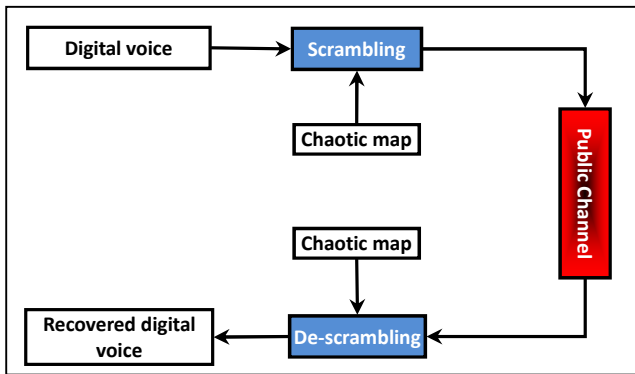 Digital voice
Scrambling
Chaotic map
Public Channel
Chaotic map
De-scrambling
Recovered digital
voice